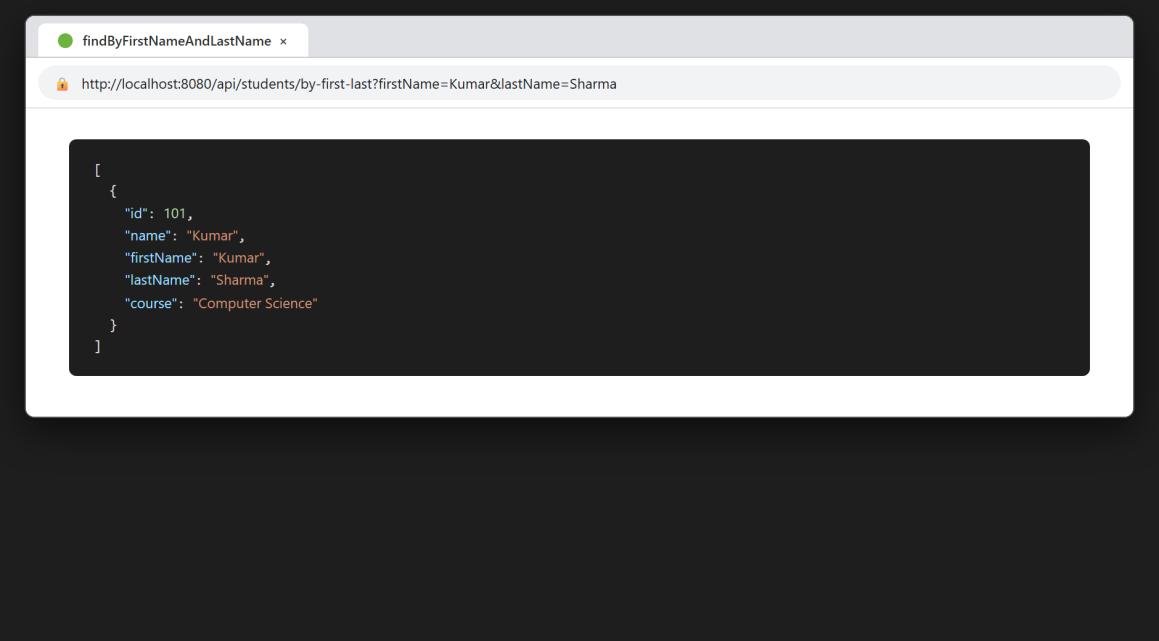 findByFirstNameAndLastName ×
http://localhost:8080/api/students/by-first-last?firstName=Kumar&lastName=Sharma
[
  {
    "id": 101,
    "name": "Kumar",
    "firstName": "Kumar",
    "lastName": "Sharma",
    "course": "Computer Science"
  }
]